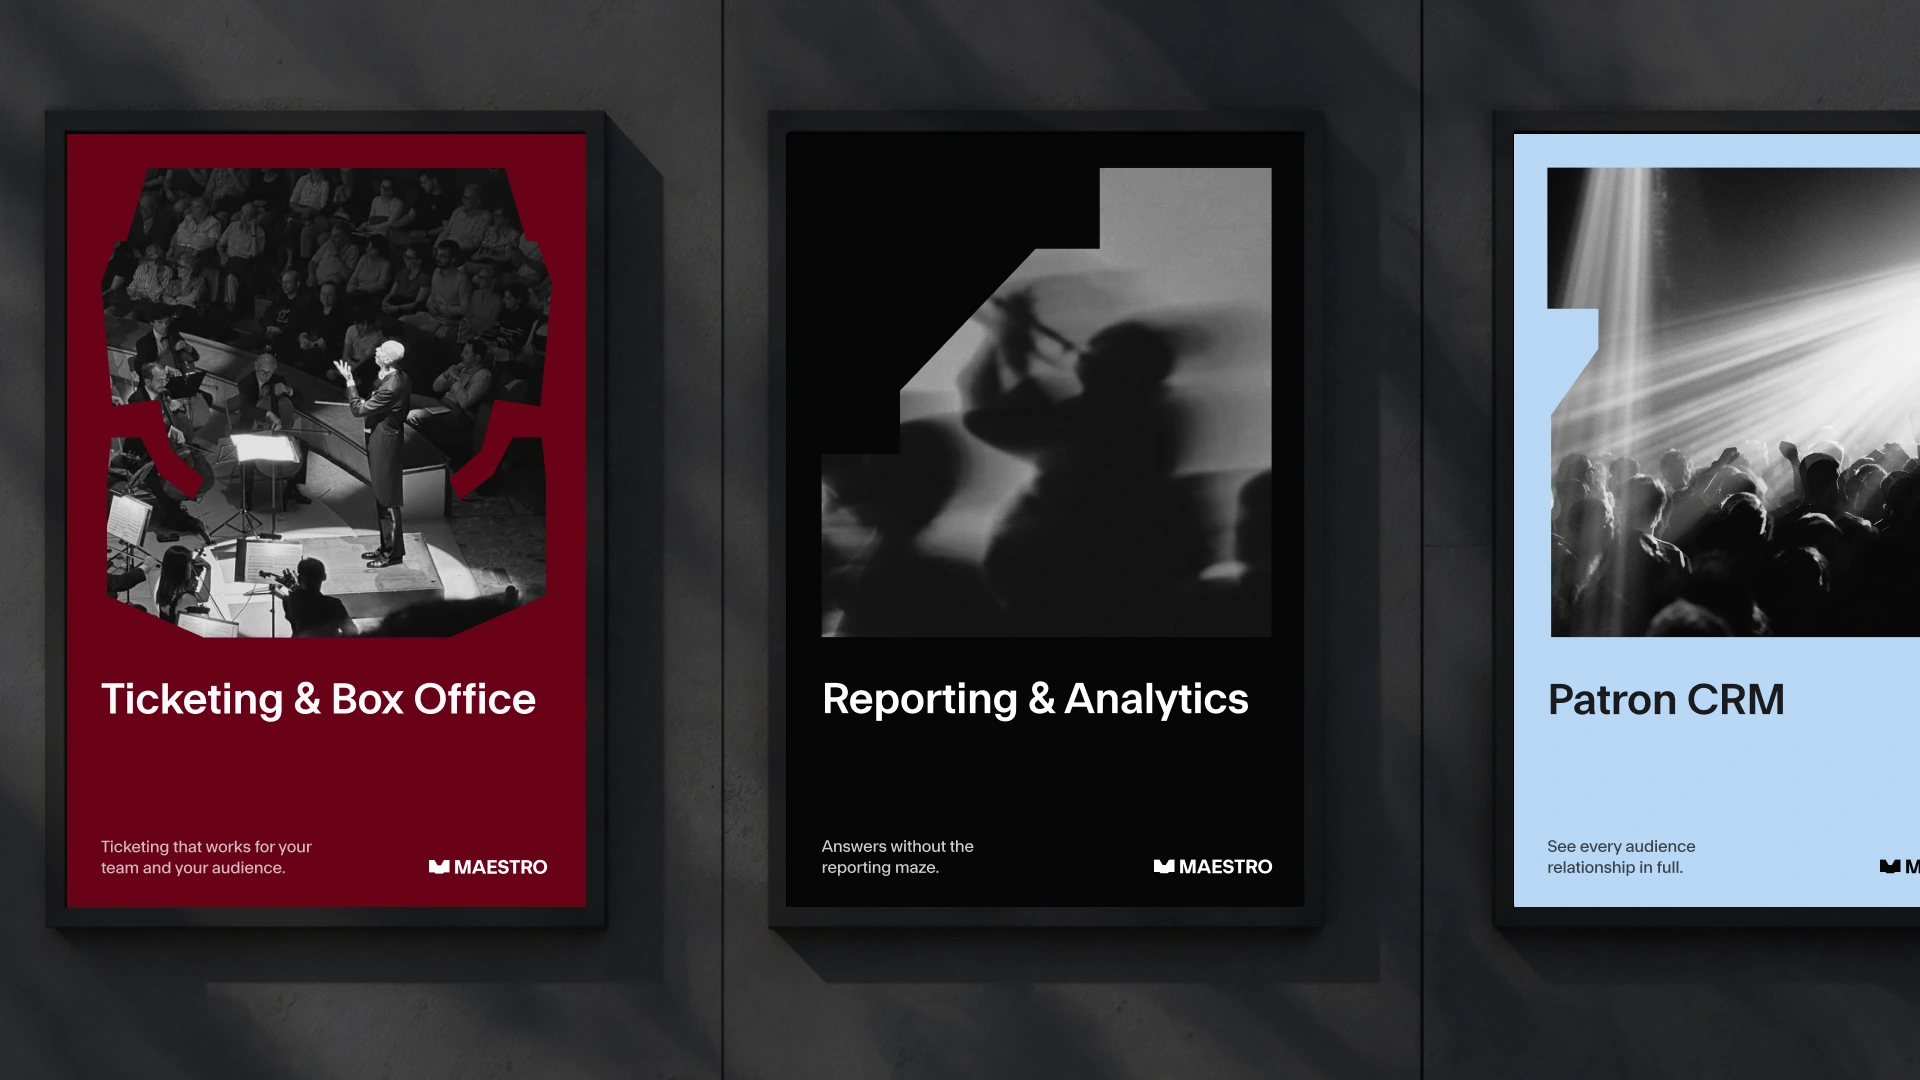 Ticketing & Box Office
Ticketing that works for your
team and your audience.
MAESTRO
Reporting & Analytics
Answers without the
reporting maze.
MAESTRO
Patron CRM
See every audience
relationship in full.